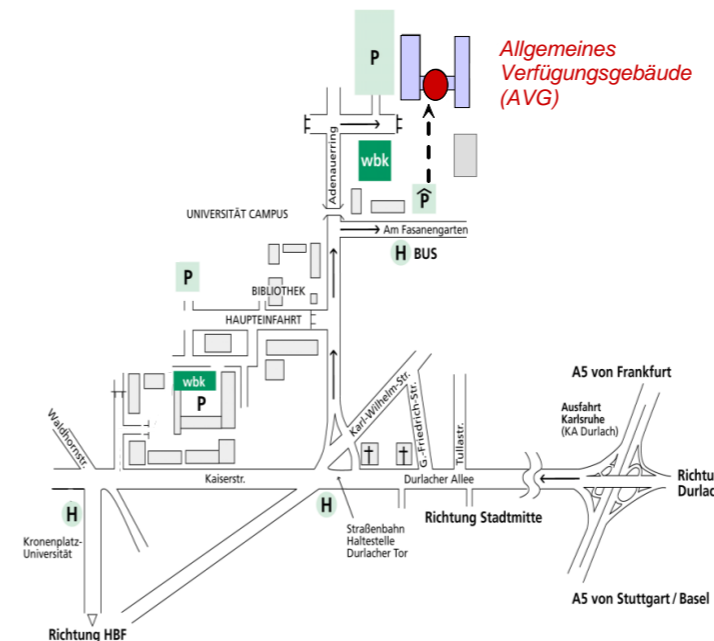 Allgemeines
Verfügungsgebäude
(AVG)
P
Adenauerring
wbk
P
UNIVERSITÄT CAMPUS
Am Fasanengarten
H BUS
P
BIBLIOTHEK
HAUPTEINFAHRT
wbk
P
Karl-Wilhelm-Str.
G.-Friedrich-Str.
Tullastr.
A5 von Frankfurt
Ausfahrt
Karlsruhe
(KA Durlach)
Waldhornstr.
Kaiserstr.
Durlacher Allee
Richtu
Durlac
H
H
Kronenplatz-
Universität
Straßenbahn
Haltestelle
Durlacher Tor
Richtung Stadtmitte
A5 von Stuttgart / Basel
Richtung HBF